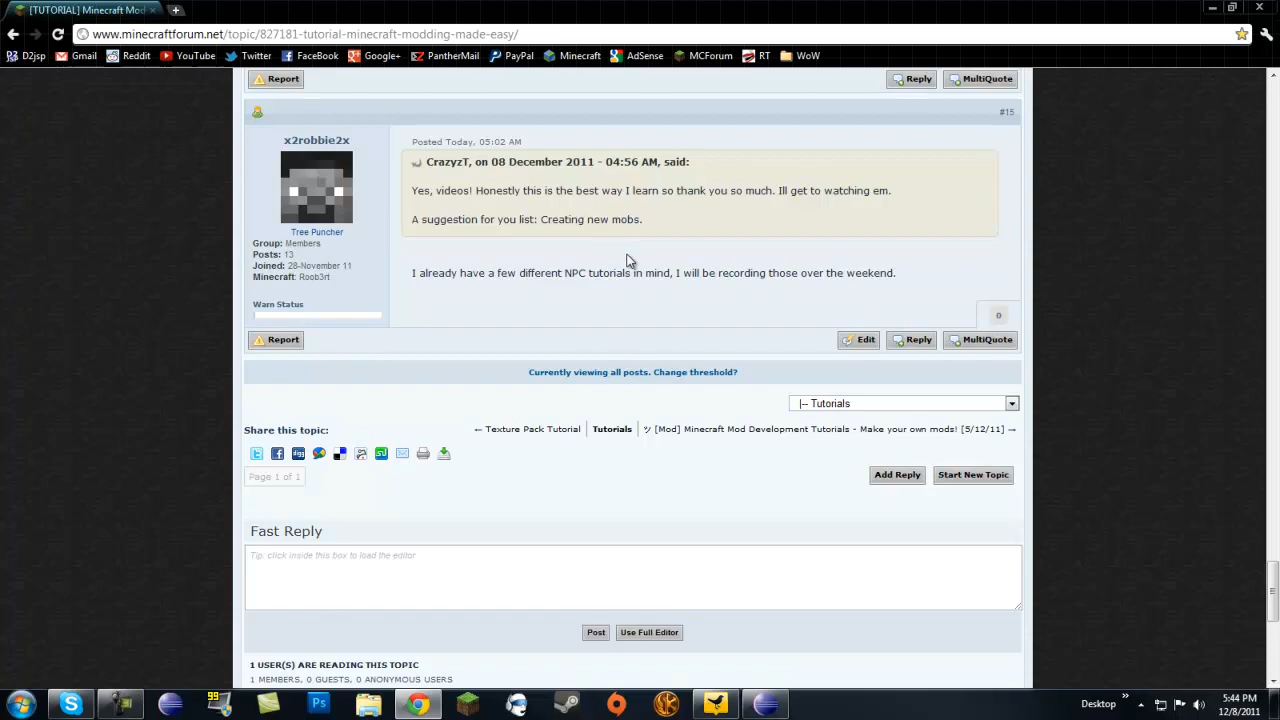 [TUTORIAL] Minecraft Mod
www.minecraftforum.net/topic/827181-tutorial-minecraft-modding-made-easy/
D2jsp Gmail Reddit YouTube Twitter FaceBook Google+ PantherMail PayPal Minecraft AdSense MCForum RT WoW
Report Reply MultiQuote
#15
x2robbie2x
Posted Today, 05:02 AM
CrazyzT, on 08 December 2011 - 04:56 AM, said:
Yes, videos! Honestly this is the best way I learn so thank you so much. Ill get to watching em.
A suggestion for you list: Creating new mobs.
Tree Puncher
Group: Members
Posts: 13
Joined: 28-November 11
Minecraft: Roob3rt
I already have a few different NPC tutorials in mind, I will be recording those over the weekend.
Warn Status
0
Report Edit Reply MultiQuote
Currently viewing all posts. Change threshold?
|-- Tutorials
Share this topic: ← Texture Pack Tutorial Tutorials ツ [Mod] Minecraft Mod Development Tutorials - Make your own mods! [5/12/11] →
Page 1 of 1 Add Reply Start New Topic
Fast Reply
Tip: click inside this box to load the editor
Post Use Full Editor
1 USER(S) ARE READING THIS TOPIC
1 MEMBERS, 0 GUESTS, 0 ANONYMOUS USERS
99
Desktop
5:44 PM
12/8/2011